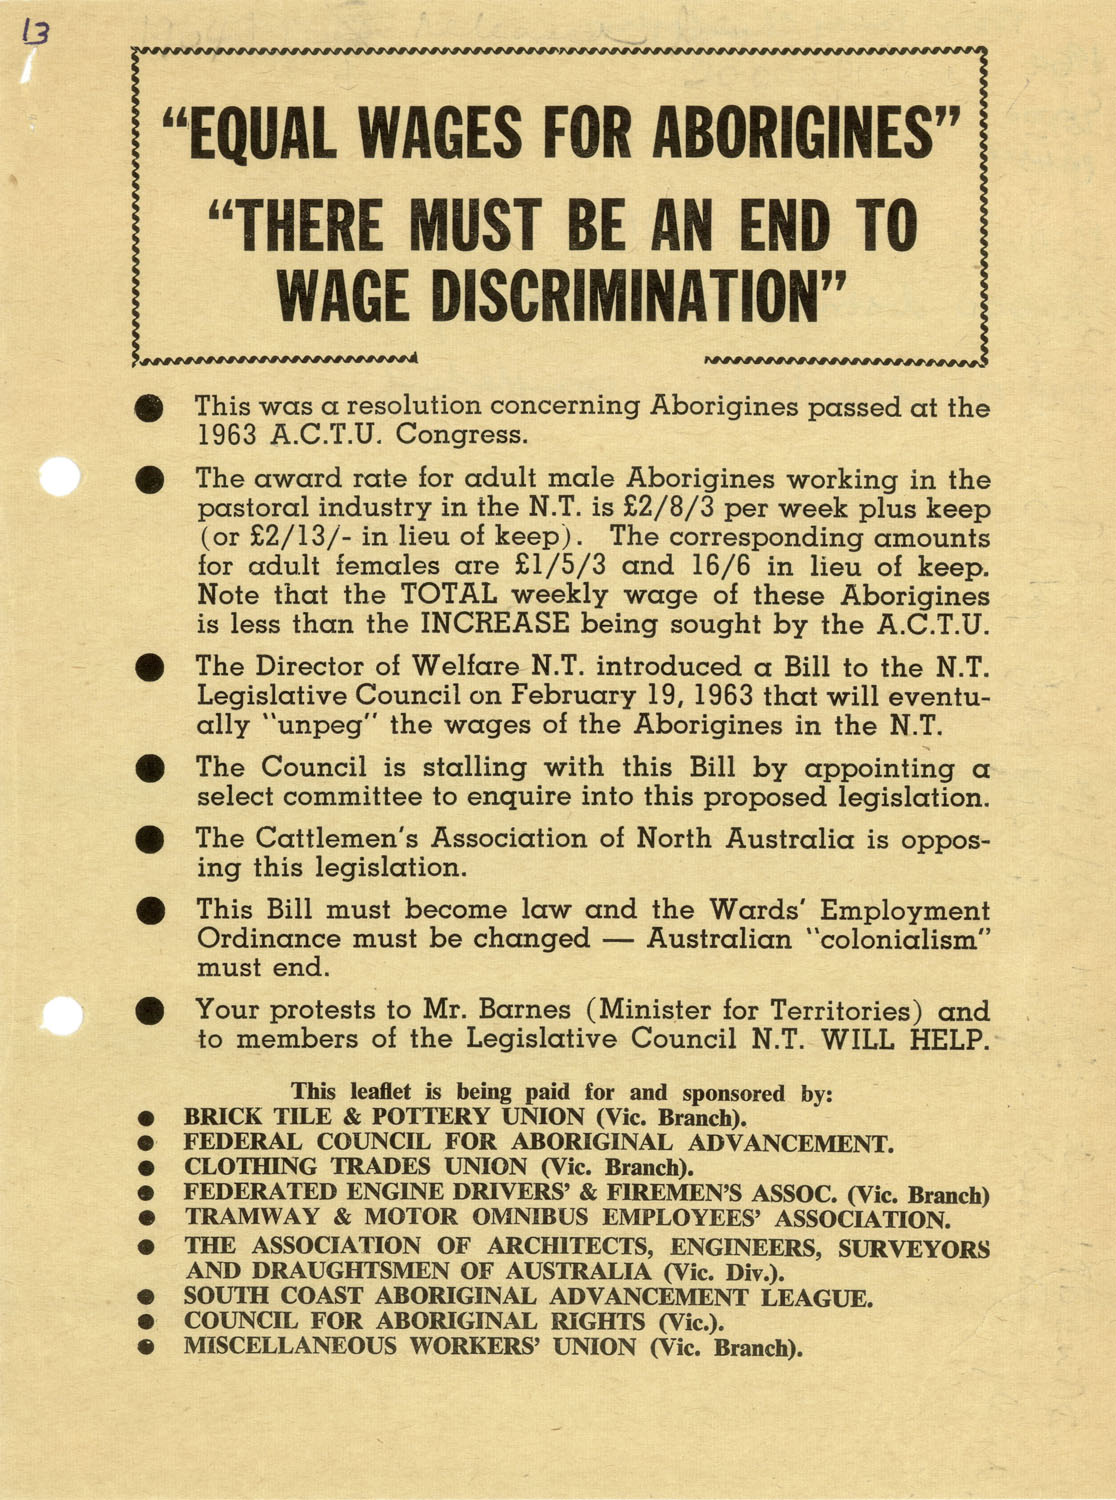 13
“EQUAL WAGES FOR ABORIGINES”
“THERE MUST BE AN END TO
WAGE DISCRIMINATION”
● This was a resolution concerning Aborigines passed at the
1963 A.C.T.U. Congress.
● The award rate for adult male Aborigines working in the
pastoral industry in the N.T. is £2/8/3 per week plus keep
(or £2/13/- in lieu of keep). The corresponding amounts
for adult females are £1/5/3 and 16/6 in lieu of keep.
Note that the TOTAL weekly wage of these Aborigines
is less than the INCREASE being sought by the A.C.T.U.
● The Director of Welfare N.T. introduced a Bill to the N.T.
Legislative Council on February 19, 1963 that will eventu-
ally “unpeg” the wages of the Aborigines in the N.T.
● The Council is stalling with this Bill by appointing a
select committee to enquire into this proposed legislation.
● The Cattlemen's Association of North Australia is oppos-
ing this legislation.
● This Bill must become law and the Wards' Employment
Ordinance must be changed — Australian “colonialism”
must end.
● Your protests to Mr. Barnes (Minister for Territories) and
to members of the Legislative Council N.T. WILL HELP.
This leaflet is being paid for and sponsored by:
● BRICK TILE & POTTERY UNION (Vic. Branch).
● FEDERAL COUNCIL FOR ABORIGINAL ADVANCEMENT.
● CLOTHING TRADES UNION (Vic. Branch).
● FEDERATED ENGINE DRIVERS' & FIREMEN'S ASSOC. (Vic. Branch)
● TRAMWAY & MOTOR OMNIBUS EMPLOYEES' ASSOCIATION.
● THE ASSOCIATION OF ARCHITECTS, ENGINEERS, SURVEYORS
AND DRAUGHTSMEN OF AUSTRALIA (Vic. Div.).
● SOUTH COAST ABORIGINAL ADVANCEMENT LEAGUE.
● COUNCIL FOR ABORIGINAL RIGHTS (Vic.).
● MISCELLANEOUS WORKERS' UNION (Vic. Branch).